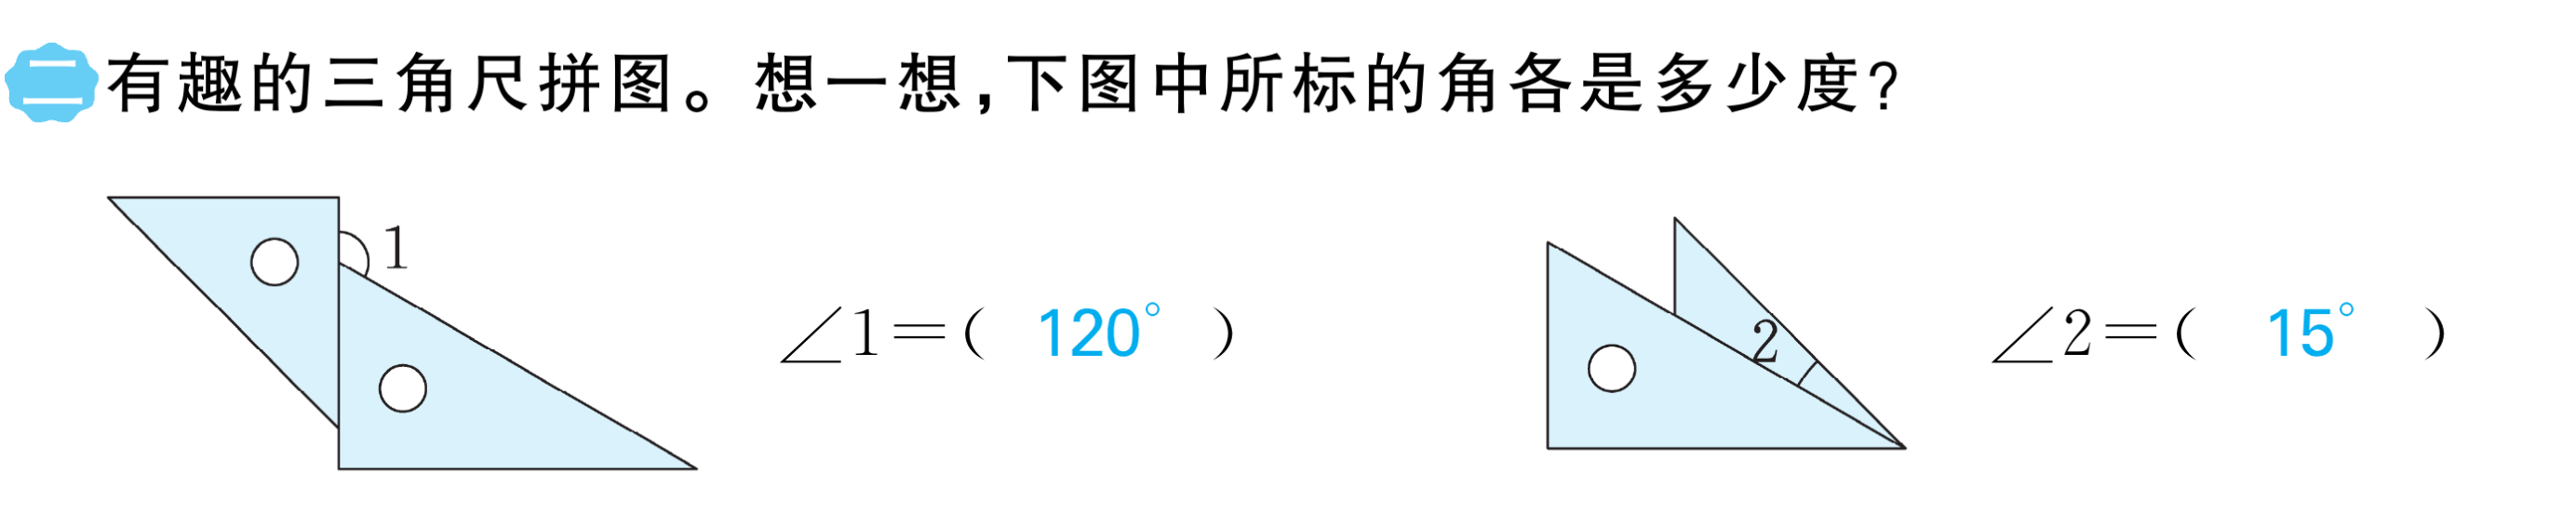 二 有趣的三角尺拼图。想一想,下图中所标的角各是多少度?
1
∠1=( 120° )
2
∠2=( 15° )